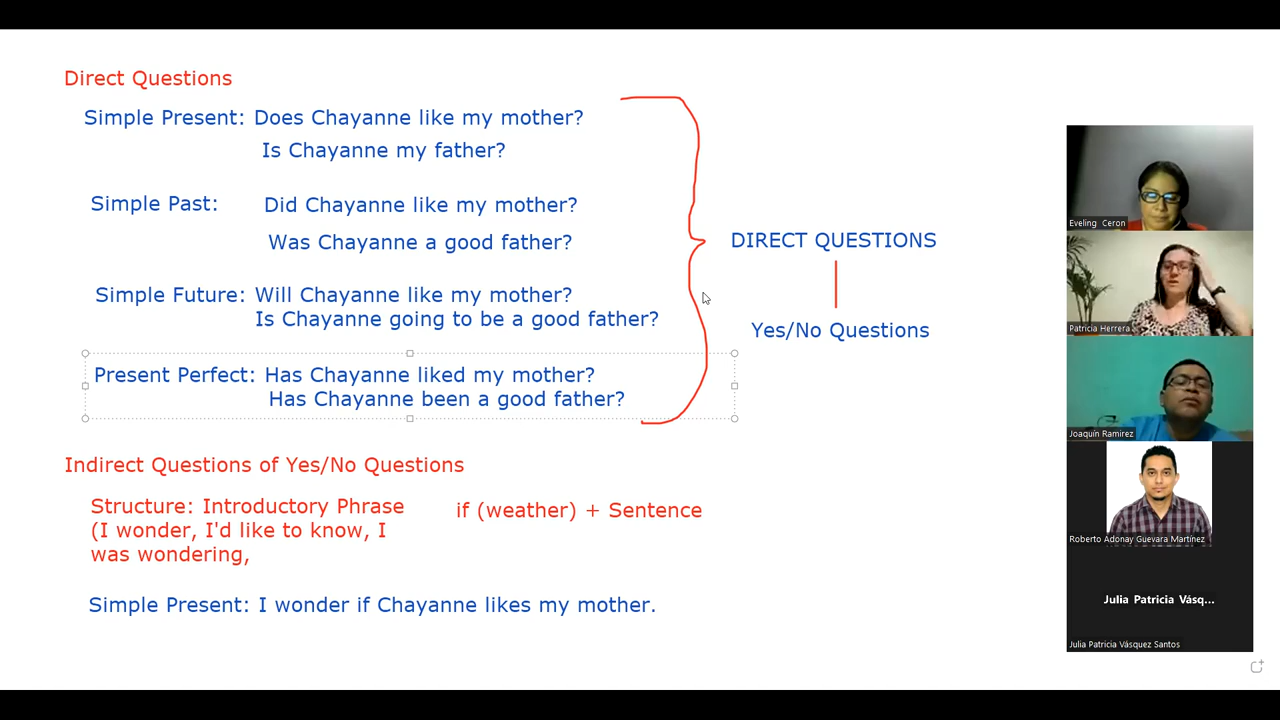 Direct Questions
Simple Present: Does Chayanne like my mother?
Is Chayanne my father?
Simple Past: Did Chayanne like my mother?
Was Chayanne a good father?
Simple Future: Will Chayanne like my mother?
Is Chayanne going to be a good father?
Present Perfect: Has Chayanne liked my mother?
Has Chayanne been a good father?
DIRECT QUESTIONS
Yes/No Questions
Indirect Questions of Yes/No Questions
Structure: Introductory Phrase
(I wonder, I'd like to know, I
was wondering,
if (weather) + Sentence
Simple Present: I wonder if Chayanne likes my mother.
Eveling Ceron
Patricia Herrera
Joaquín Ramirez
Roberto Adonay Guevara Martínez
Julia Patricia Vásq...
Julia Patricia Vásquez Santos